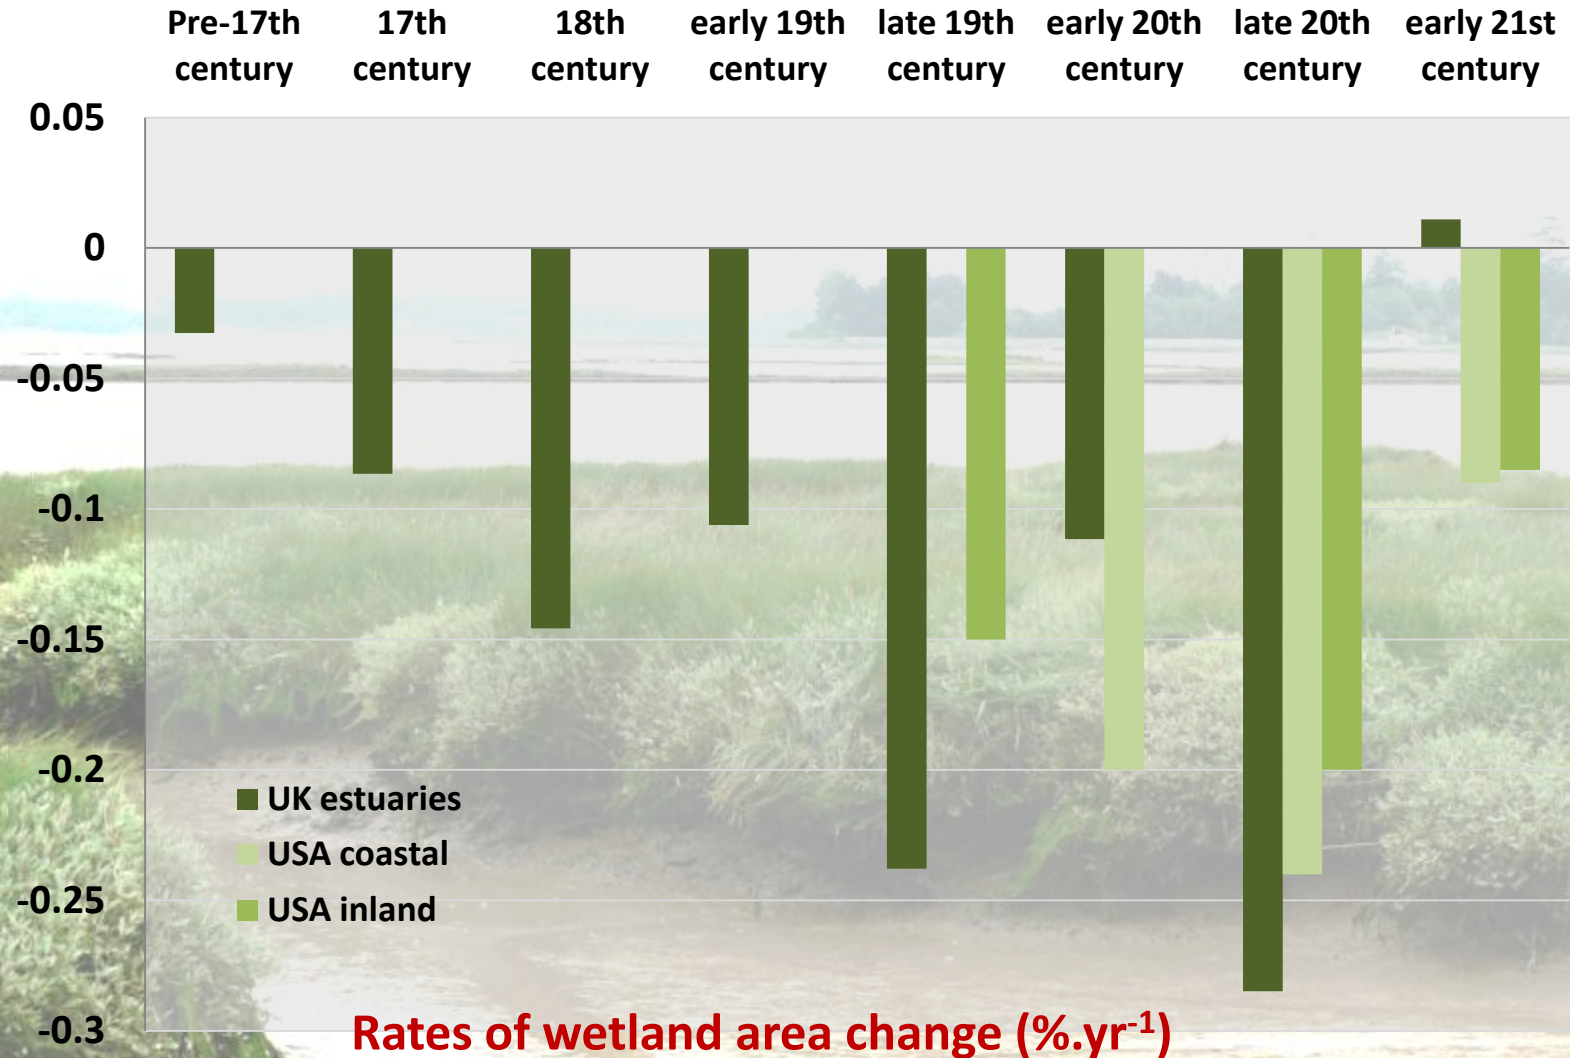 Pre-17th century
17th century
18th century
early 19th century
late 19th century
early 20th century
late 20th century
early 21st century
0.05
0
-0.05
-0.1
-0.15
-0.2
-0.25
-0.3
UK estuaries
USA coastal
USA inland
Rates of wetland area change (%.yr⁻¹)